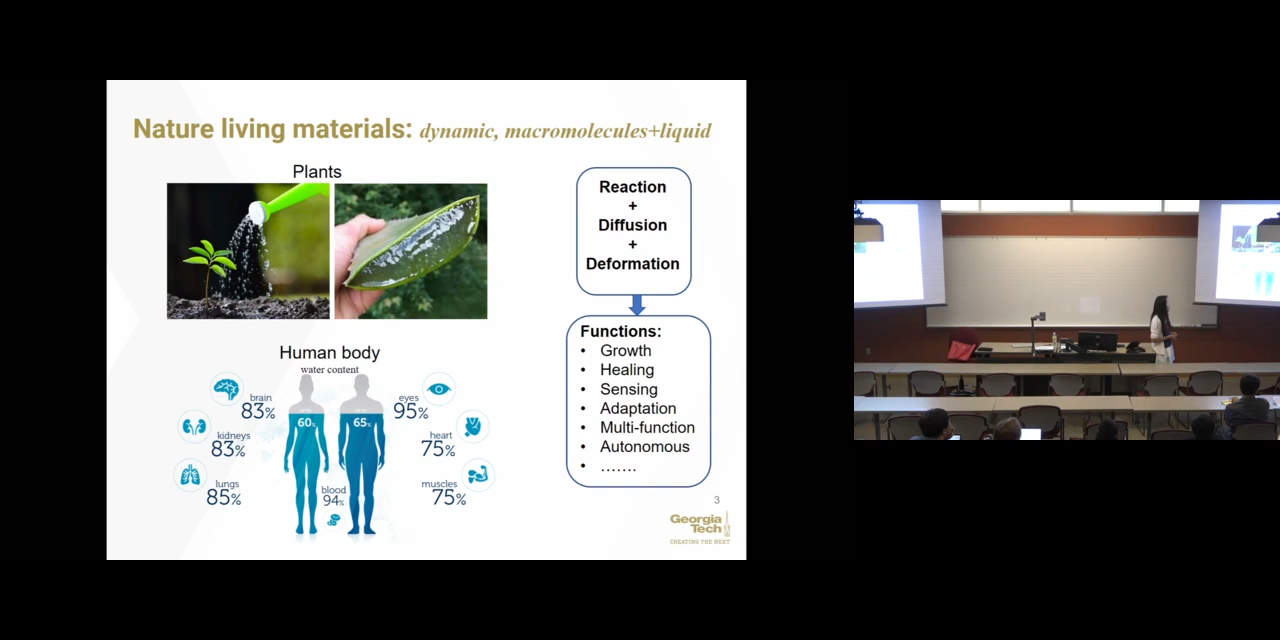 Nature living materials: dynamic, macromolecules+liquid
Plants
Human body
water content
brain
83%
kidneys
83%
lungs
85%
60%
65%
blood
94%
eyes
95%
heart
75%
muscles
75%
Reaction
+
Diffusion
+
Deformation
Functions:
• Growth
• Healing
• Sensing
• Adaptation
• Multi-function
• Autonomous
• .......
3
Georgia
Tech
CREATING THE NEXT